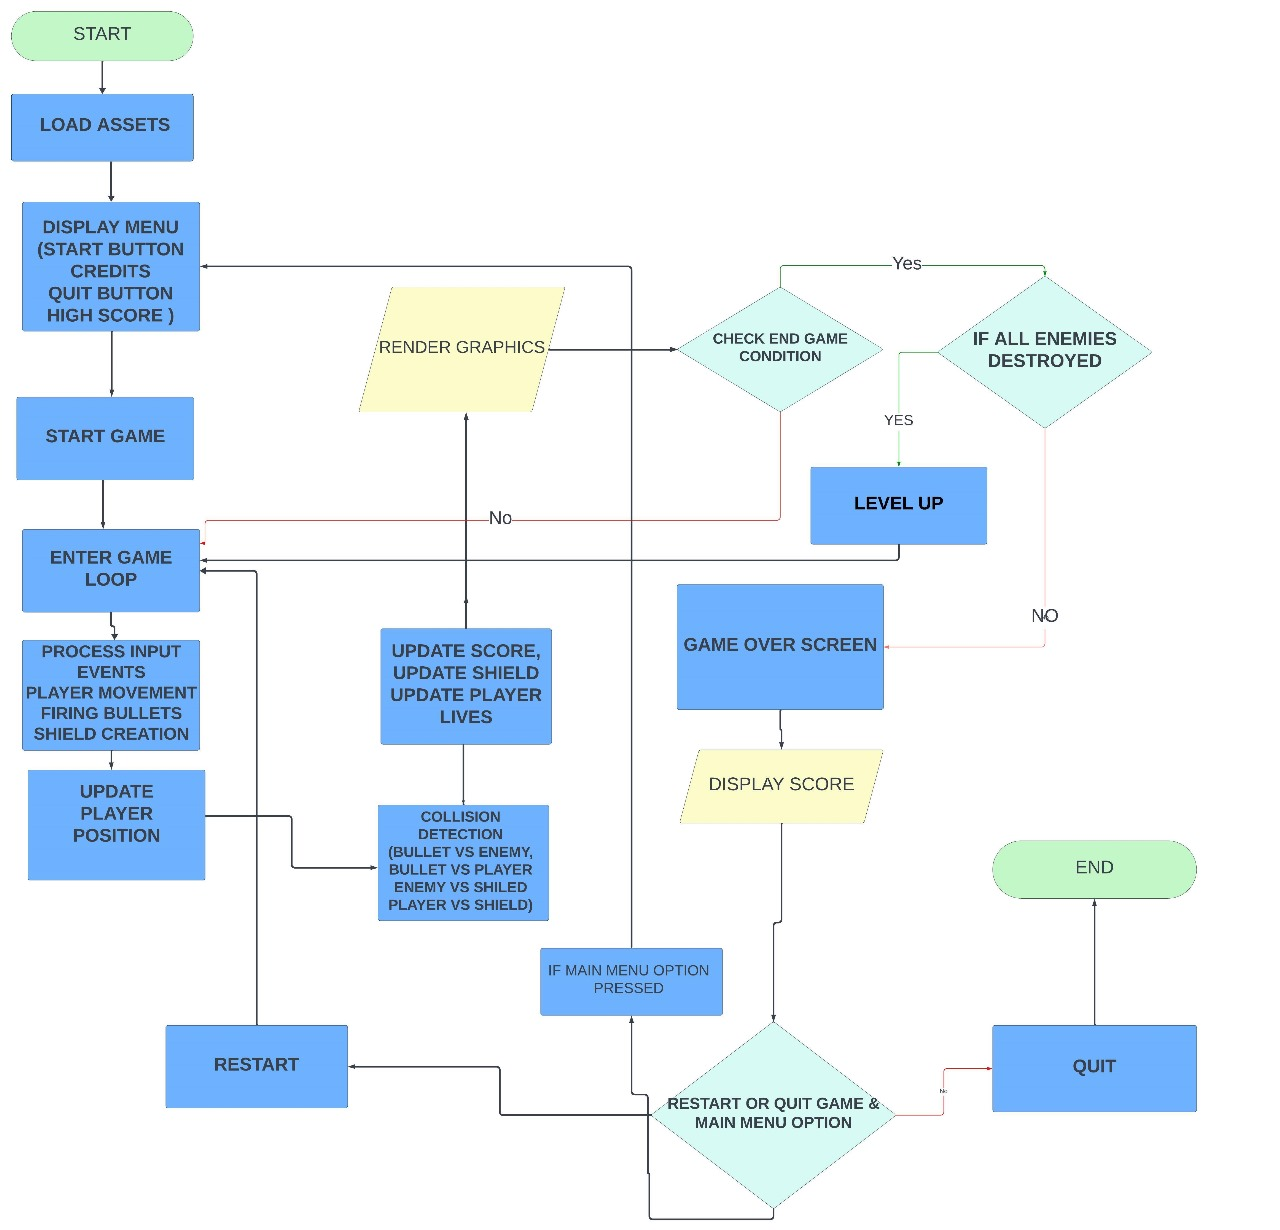 START
LOAD ASSETS
DISPLAY MENU
(START BUTTON
CREDITS
QUIT BUTTON
HIGH SCORE )
START GAME
ENTER GAME
LOOP
PROCESS INPUT
EVENTS
PLAYER MOVEMENT
FIRING BULLETS
SHIELD CREATION
UPDATE
PLAYER
POSITION
COLLISION
DETECTION
(BULLET VS ENEMY,
BULLET VS PLAYER
ENEMY VS SHILED
PLAYER VS SHIELD)
UPDATE SCORE,
UPDATE SHIELD
UPDATE PLAYER
LIVES
RENDER GRAPHICS
CHECK END GAME
CONDITION
No
Yes
IF ALL ENEMIES
DESTROYED
YES
LEVEL UP
NO
GAME OVER SCREEN
DISPLAY SCORE
RESTART OR QUIT GAME &
MAIN MENU OPTION
IF MAIN MENU OPTION
PRESSED
RESTART
No
QUIT
END